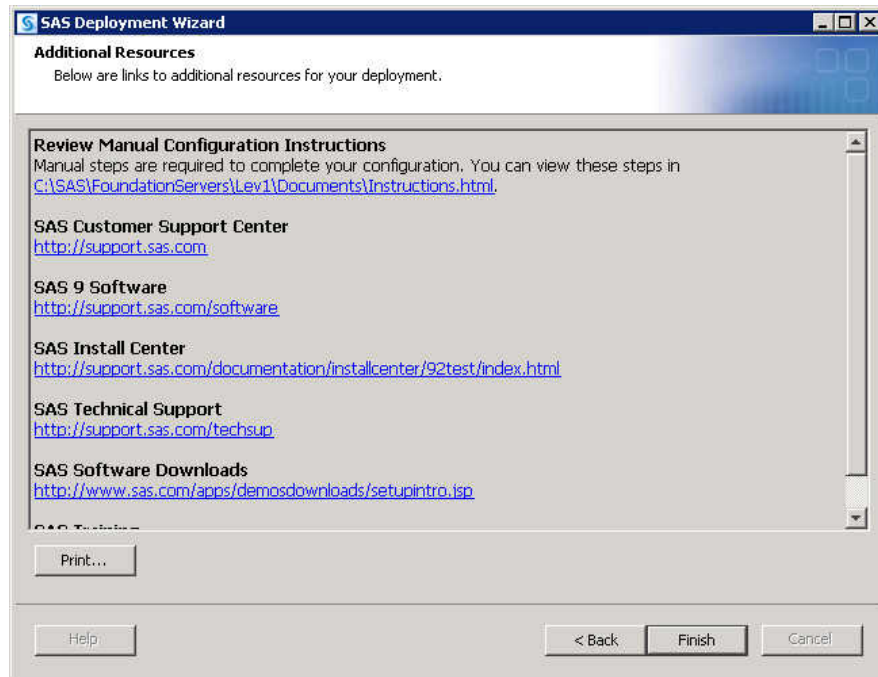 SAS Deployment Wizard
Additional Resources
Below are links to additional resources for your deployment.
Review Manual Configuration Instructions
Manual steps are required to complete your configuration. You can view these steps in
C:\SAS\FoundationServers\Lev1\Documents\Instructions.html.
SAS Customer Support Center
http://support.sas.com
SAS 9 Software
http://support.sas.com/software
SAS Install Center
http://support.sas.com/documentation/installcenter/92test/index.html
SAS Technical Support
http://support.sas.com/techsup
SAS Software Downloads
http://www.sas.com/apps/demosdownloads/setupintro.jsp
SAS Training
Print...
Help
< Back
Finish
Cancel